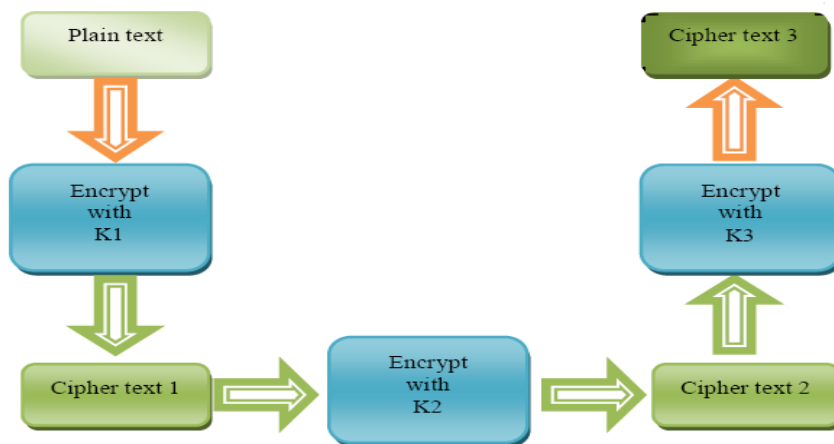 Plain text
Encrypt
with
K1
Cipher text 1
Encrypt
with
K2
Cipher text 2
Encrypt
with
K3
Cipher text 3